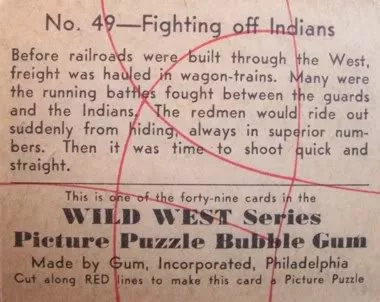 No. 49—Fighting off Indians
Before railroads were built through the West,
freight was hauled in wagon-trains. Many were
the running battles fought between the guards
and the Indians. The redmen would ride out
suddenly from hiding, always in superior num-
bers. Then it was time to shoot quick and
straight.
This is one of the forty-nine cards in the
WILD WEST Series
Picture Puzzle Bubble Gum
Made by Gum, Incorporated, Philadelphia
Cut along RED lines to make this card a Picture Puzzle